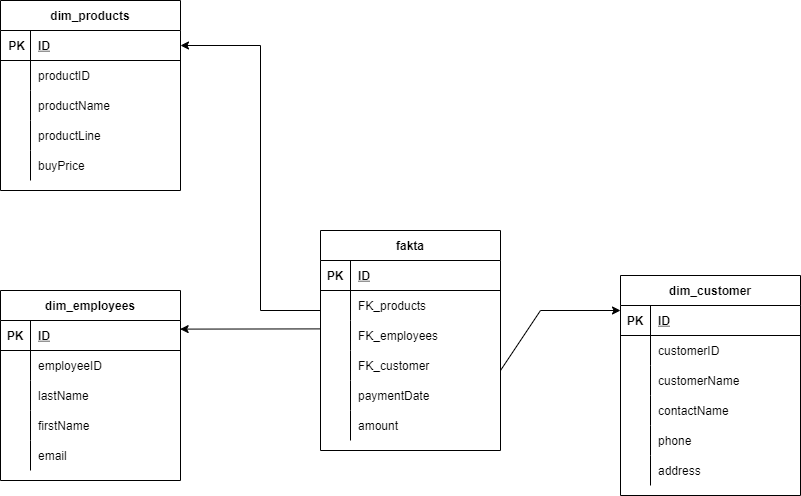 dim_products
PK ID
productID
productName
productLine
buyPrice
fakta
PK ID
FK_products
FK_employees
FK_customer
paymentDate
amount
dim_employees
PK ID
employeeID
lastName
firstName
email
dim_customer
PK ID
customerID
customerName
contactName
phone
address